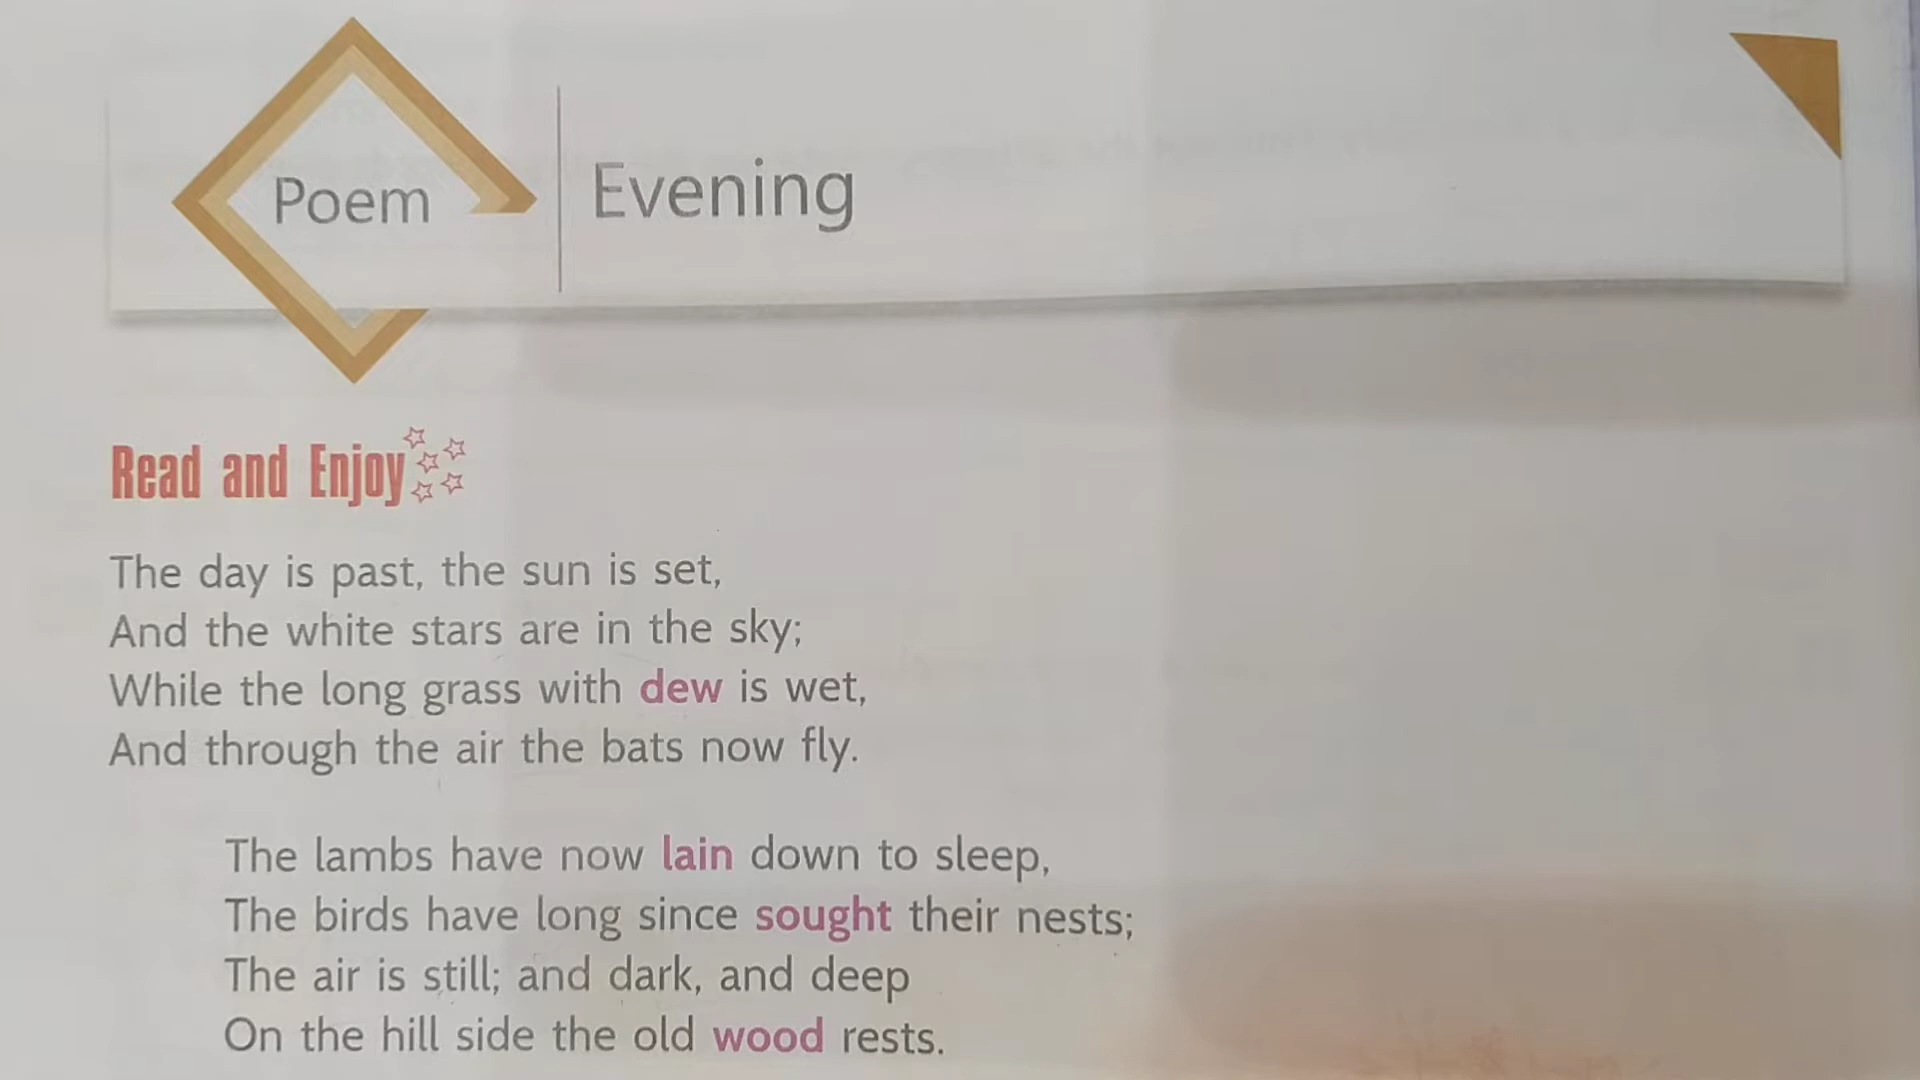 Poem
Evening
Read and Enjoy
The day is past, the sun is set,
And the white stars are in the sky;
While the long grass with dew is wet,
And through the air the bats now fly.
The lambs have now lain down to sleep,
The birds have long since sought their nests;
The air is still; and dark, and deep
On the hill side the old wood rests.